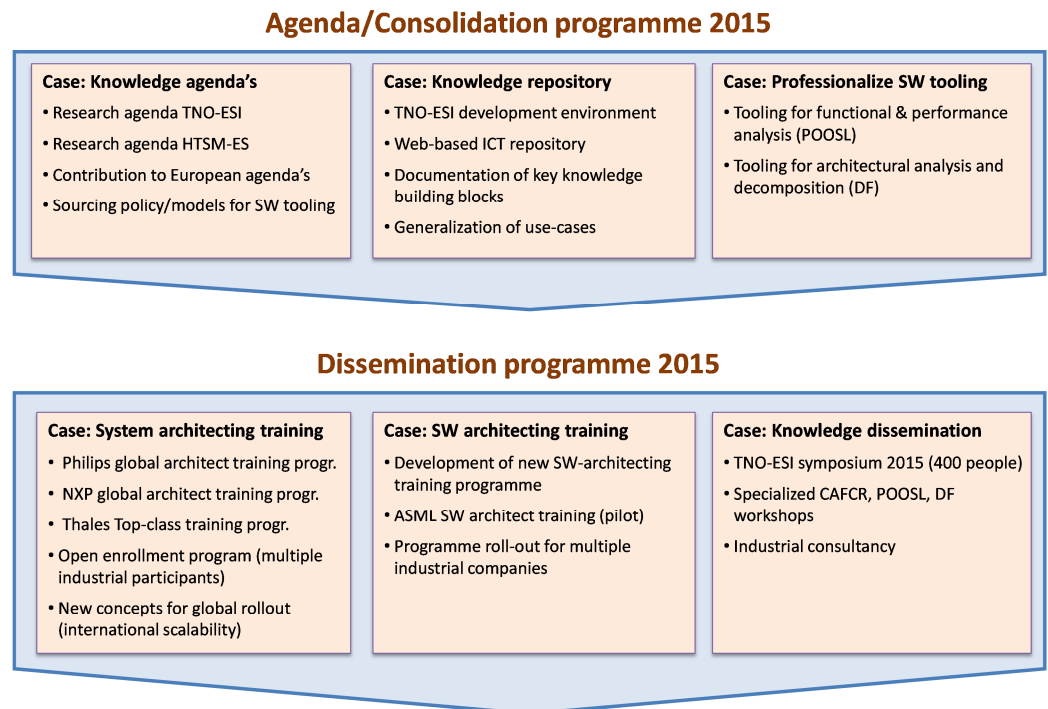 Agenda/Consolidation programme 2015
Case: Knowledge agenda's
• Research agenda TNO-ESI
• Research agenda HTSM-ES
• Contribution to European agenda's
• Sourcing policy/models for SW tooling
Case: Knowledge repository
• TNO-ESI development environment
• Web-based ICT repository
• Documentation of key knowledge
building blocks
• Generalization of use-cases
Case: Professionalize SW tooling
• Tooling for functional & performance
analysis (POOSL)
• Tooling for architectural analysis and
decomposition (DF)
Dissemination programme 2015
Case: System architecting training
• Philips global architect training progr.
• NXP global architect training progr.
• Thales Top-class training progr.
• Open enrollment program (multiple
industrial participants)
• New concepts for global rollout
(international scalability)
Case: SW architecting training
• Development of new SW-architecting
training programme
• ASML SW architect training (pilot)
• Programme roll-out for multiple
industrial companies
Case: Knowledge dissemination
• TNO-ESI symposium 2015 (400 people)
• Specialized CAFCR, POOSL, DF
workshops
• Industrial consultancy